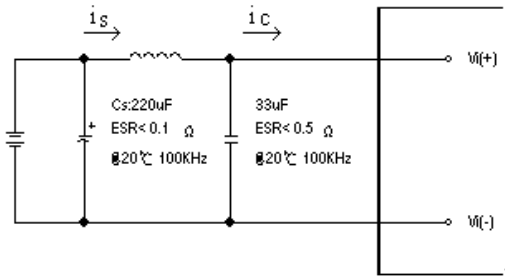 iS
iC
Vi(+)
Cs:220uF
ESR<0.1 Ω
@20℃ 100KHz
33uF
ESR<0.5 Ω
@20℃ 100KHz
+
Vi(-)